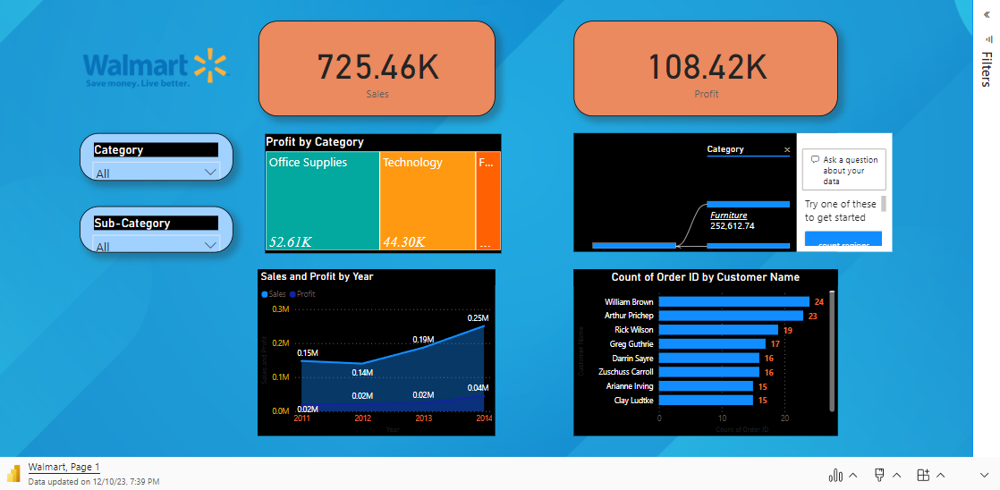 Walmart
Save money. Live better.
725.46K
Sales
108.42K
Profit
Filters
Category
All
Sub-Category
All
Profit by Category
Office Supplies
Technology
F...
52.61K
44.30K
...
Category
Furniture
252,612.74
Ask a question
about your
data
Try one of these
to get started
count regions
Sales and Profit by Year
Sales
Profit
Sales and Profit
0.3M
0.2M
0.1M
0.0M
0.15M
0.14M
0.19M
0.25M
0.02M
0.02M
0.02M
0.04M
2011
2012
2013
2014
Year
Count of Order ID by Customer Name
Customer Name
William Brown 24
Arthur Prichep 23
Rick Wilson 19
Greg Guthrie 17
Darrin Sayre 16
Zuschuss Carroll 16
Arianne Irving 15
Clay Ludtke 15
0 10 20
Count of Order ID
Walmart, Page 1
Data updated on 12/10/23, 7:39 PM